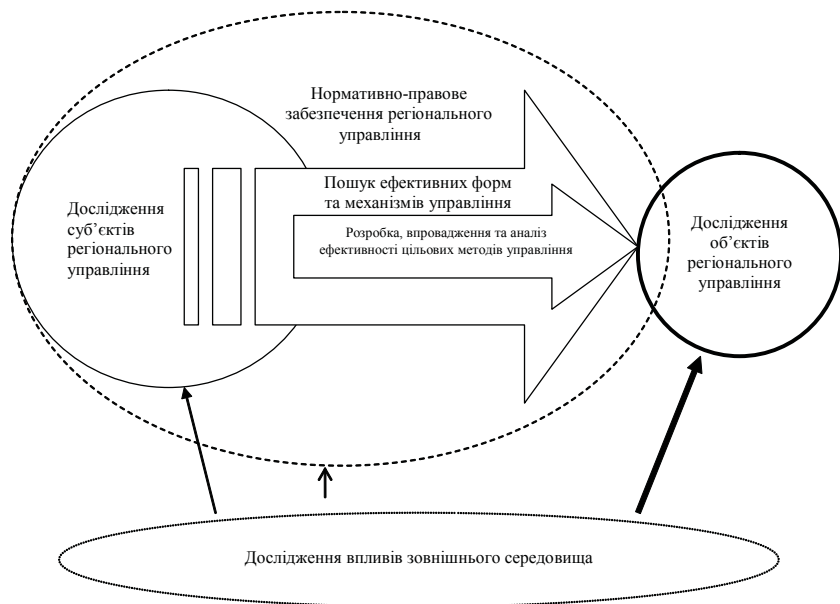 Нормативно-правове
забезпечення регіонального
управління
Пошук ефективних форм
та механізмів управління
Розробка, впровадження та аналіз
ефективності цільових методів управління
Дослідження
суб’єктів
регіонального
управління
Дослідження
об’єктів
регіонального
управління
Дослідження впливів зовнішнього середовища